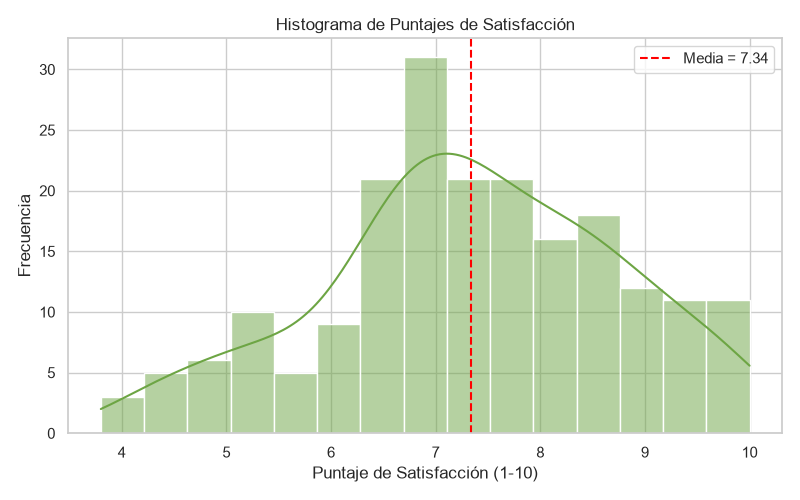 Histograma de Puntajes de Satisfacción
Media = 7.34
Frecuencia
30
25
20
15
10
5
0
4 5 6 7 8 9 10
Puntaje de Satisfacción (1-10)